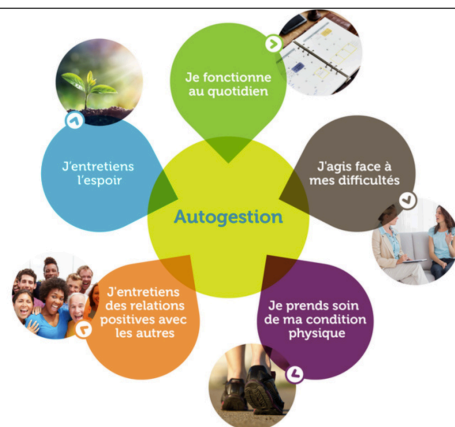 Je fonctionne
au quotidien
J'agis face à
mes difficultés
Je prends soin
de ma condition
physique
J'entretiens
des relations
positives avec
les autres
J'entretiens
l'espoir
Autogestion